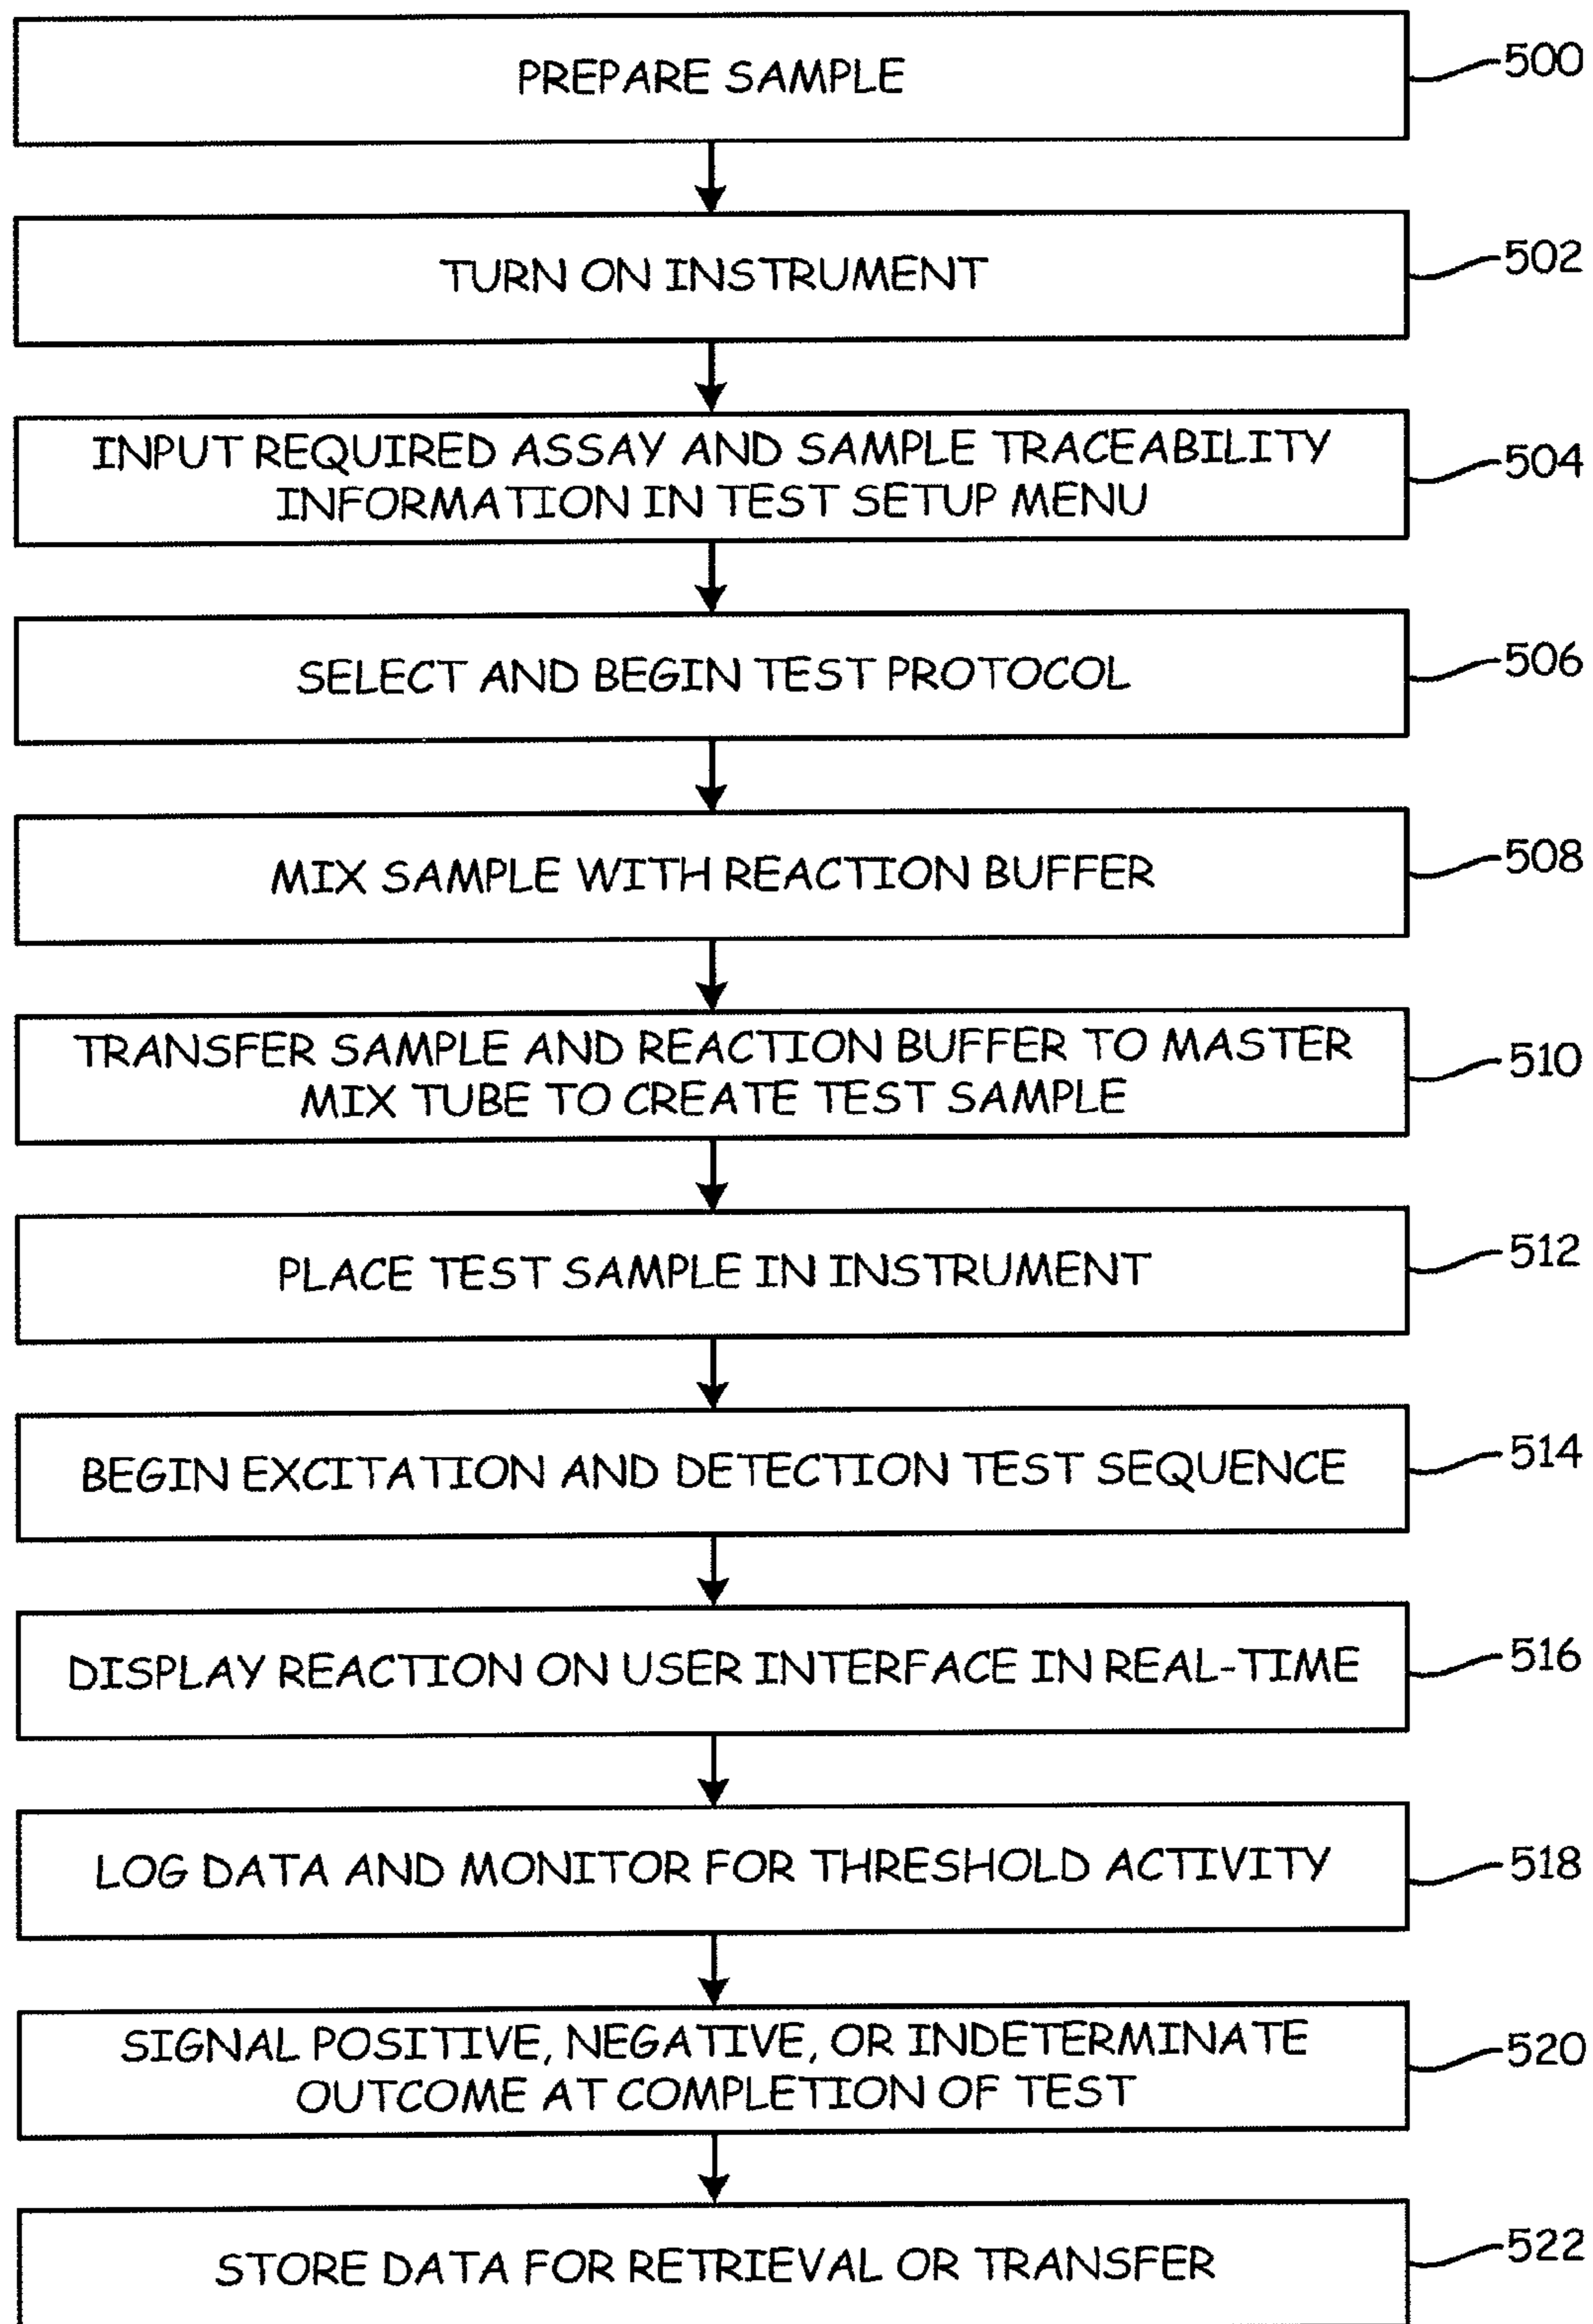 PREPARE SAMPLE
500
TURN ON INSTRUMENT
502
INPUT REQUIRED ASSAY AND SAMPLE TRACEABILITY
INFORMATION IN TEST SETUP MENU
504
SELECT AND BEGIN TEST PROTOCOL
506
MIX SAMPLE WITH REACTION BUFFER
508
TRANSFER SAMPLE AND REACTION BUFFER TO MASTER
MIX TUBE TO CREATE TEST SAMPLE
510
PLACE TEST SAMPLE IN INSTRUMENT
512
BEGIN EXCITATION AND DETECTION TEST SEQUENCE
514
DISPLAY REACTION ON USER INTERFACE IN REAL-TIME
516
LOG DATA AND MONITOR FOR THRESHOLD ACTIVITY
518
SIGNAL POSITIVE, NEGATIVE, OR INDETERMINATE
OUTCOME AT COMPLETION OF TEST
520
STORE DATA FOR RETRIEVAL OR TRANSFER
522